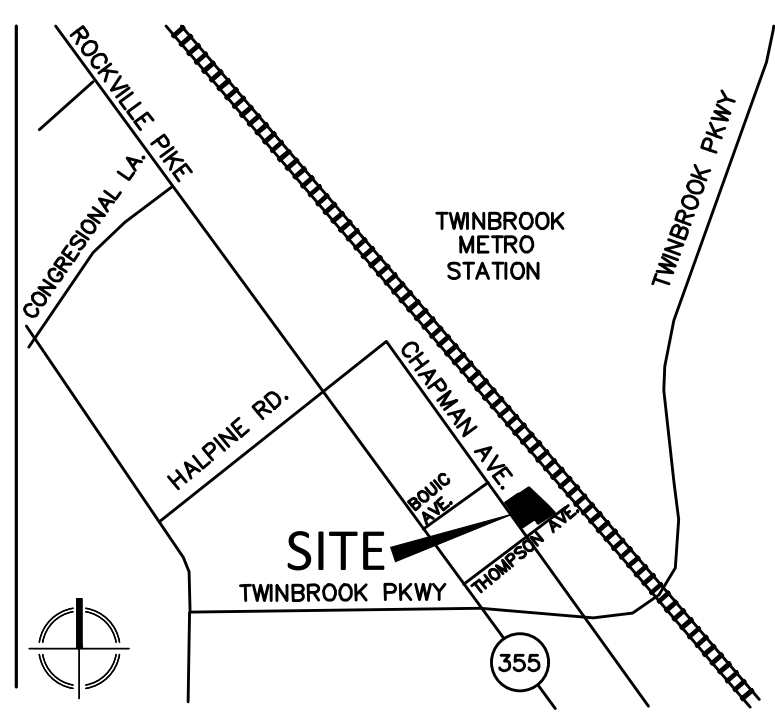 ROCKVILLE PIKE
CONGRESIONAL LA.
TWINBROOK PKWY
TWINBROOK
METRO
STATION
CHAPMAN AVE.
HALPINE RD.
BOUIC
AVE.
SITE
THOMPSON AVE.
TWINBROOK PKWY
355